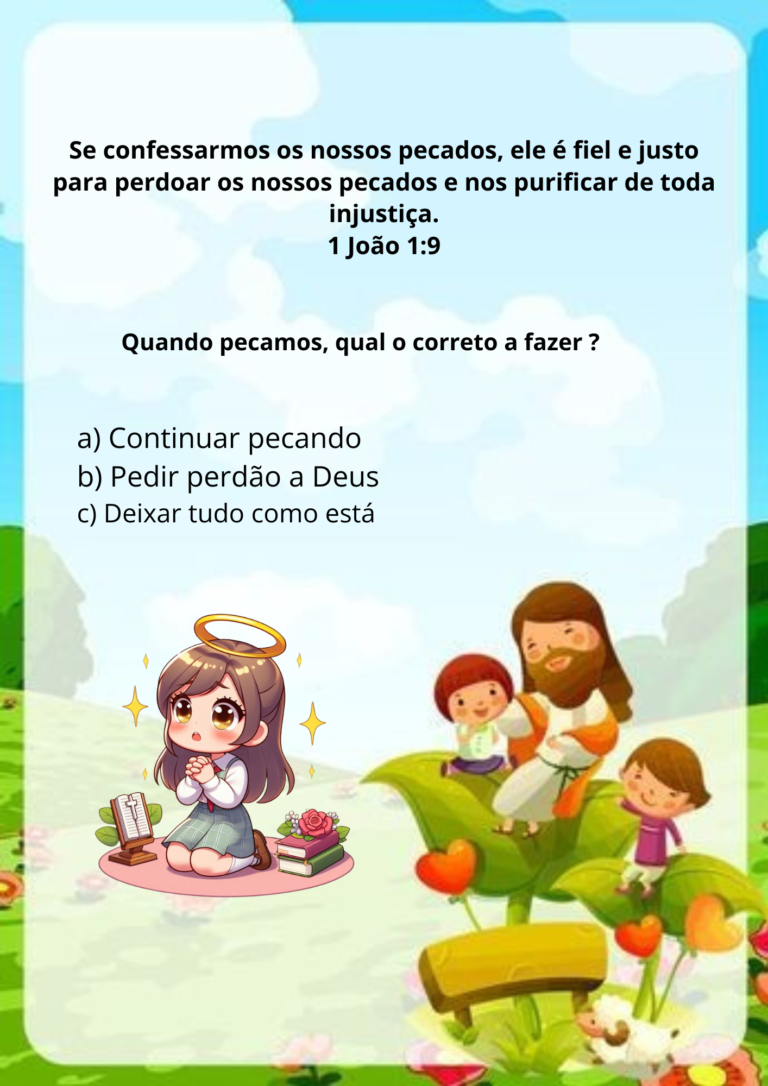 Se confessarmos os nossos pecados, ele é fiel e justo
para perdoar os nossos pecados e nos purificar de toda
injustiça.
1 João 1:9
Quando pecamos, qual o correto a fazer ?
a) Continuar pecando
b) Pedir perdão a Deus
c) Deixar tudo como está